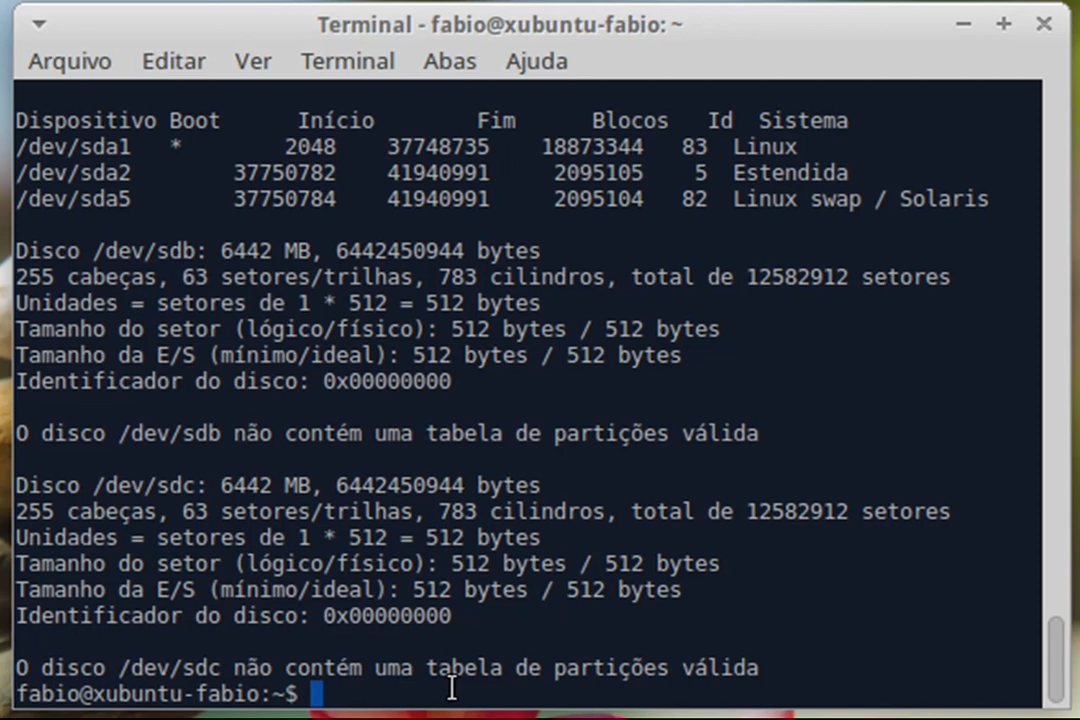 Terminal - fabio@xubuntu-fabio: ~
Arquivo Editar Ver Terminal Abas Ajuda
Dispositivo Boot Início Fim Blocos Id Sistema
/dev/sda1 * 2048 37748735 18873344 83 Linux
/dev/sda2 37750782 41940991 2095105 5 Estendida
/dev/sda5 37750784 41940991 2095104 82 Linux swap / Solaris
Disco /dev/sdb: 6442 MB, 6442450944 bytes
255 cabeças, 63 setores/trilhas, 783 cilindros, total de 12582912 setores
Unidades = setores de 1 * 512 = 512 bytes
Tamanho do setor (lógico/físico): 512 bytes / 512 bytes
Tamanho da E/S (mínimo/ideal): 512 bytes / 512 bytes
Identificador do disco: 0x00000000
O disco /dev/sdb não contém uma tabela de partições válida
Disco /dev/sdc: 6442 MB, 6442450944 bytes
255 cabeças, 63 setores/trilhas, 783 cilindros, total de 12582912 setores
Unidades = setores de 1 * 512 = 512 bytes
Tamanho do setor (lógico/físico): 512 bytes / 512 bytes
Tamanho da E/S (mínimo/ideal): 512 bytes / 512 bytes
Identificador do disco: 0x00000000
O disco /dev/sdc não contém uma tabela de partições válida
fabio@xubuntu-fabio:~$